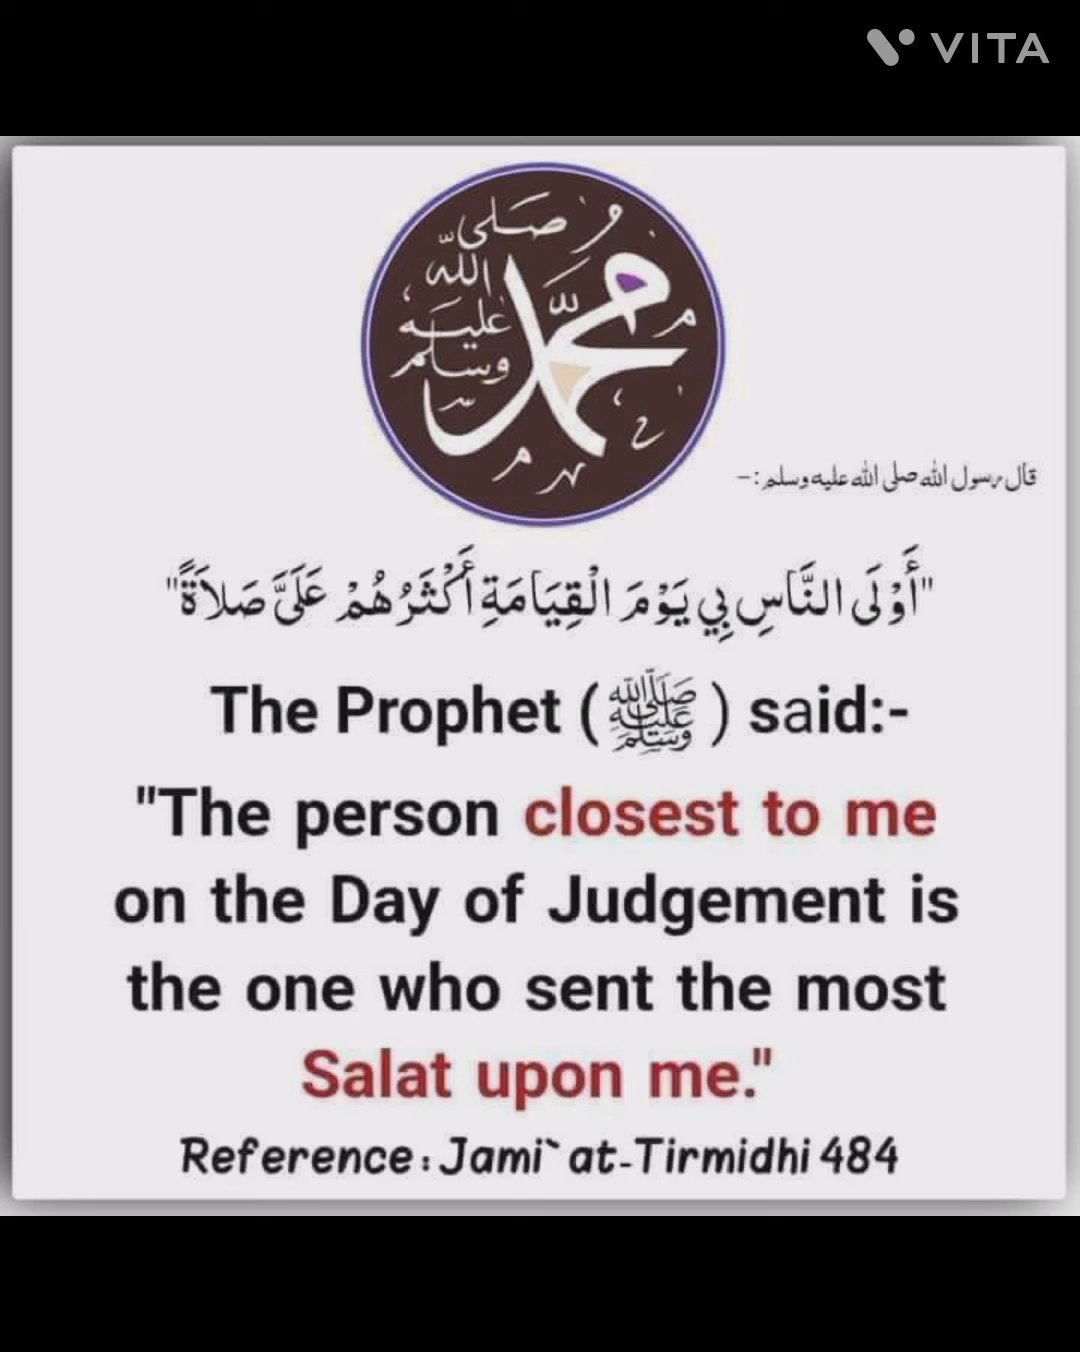 VITA
محمد
صلى
الله
عليه
وسلم
قال رسول الله صلى الله عليه وسلم :-
"أَوْلَى النَّاسِ بِي يَوْمَ الْقِيَامَةِ أَكْثَرُهُمْ عَلَىَّ صَلاَةً"
The Prophet (ﷺ) said:-
"The person closest to me
on the Day of Judgement is
the one who sent the most
Salat upon me."
Reference : Jami` at-Tirmidhi 484